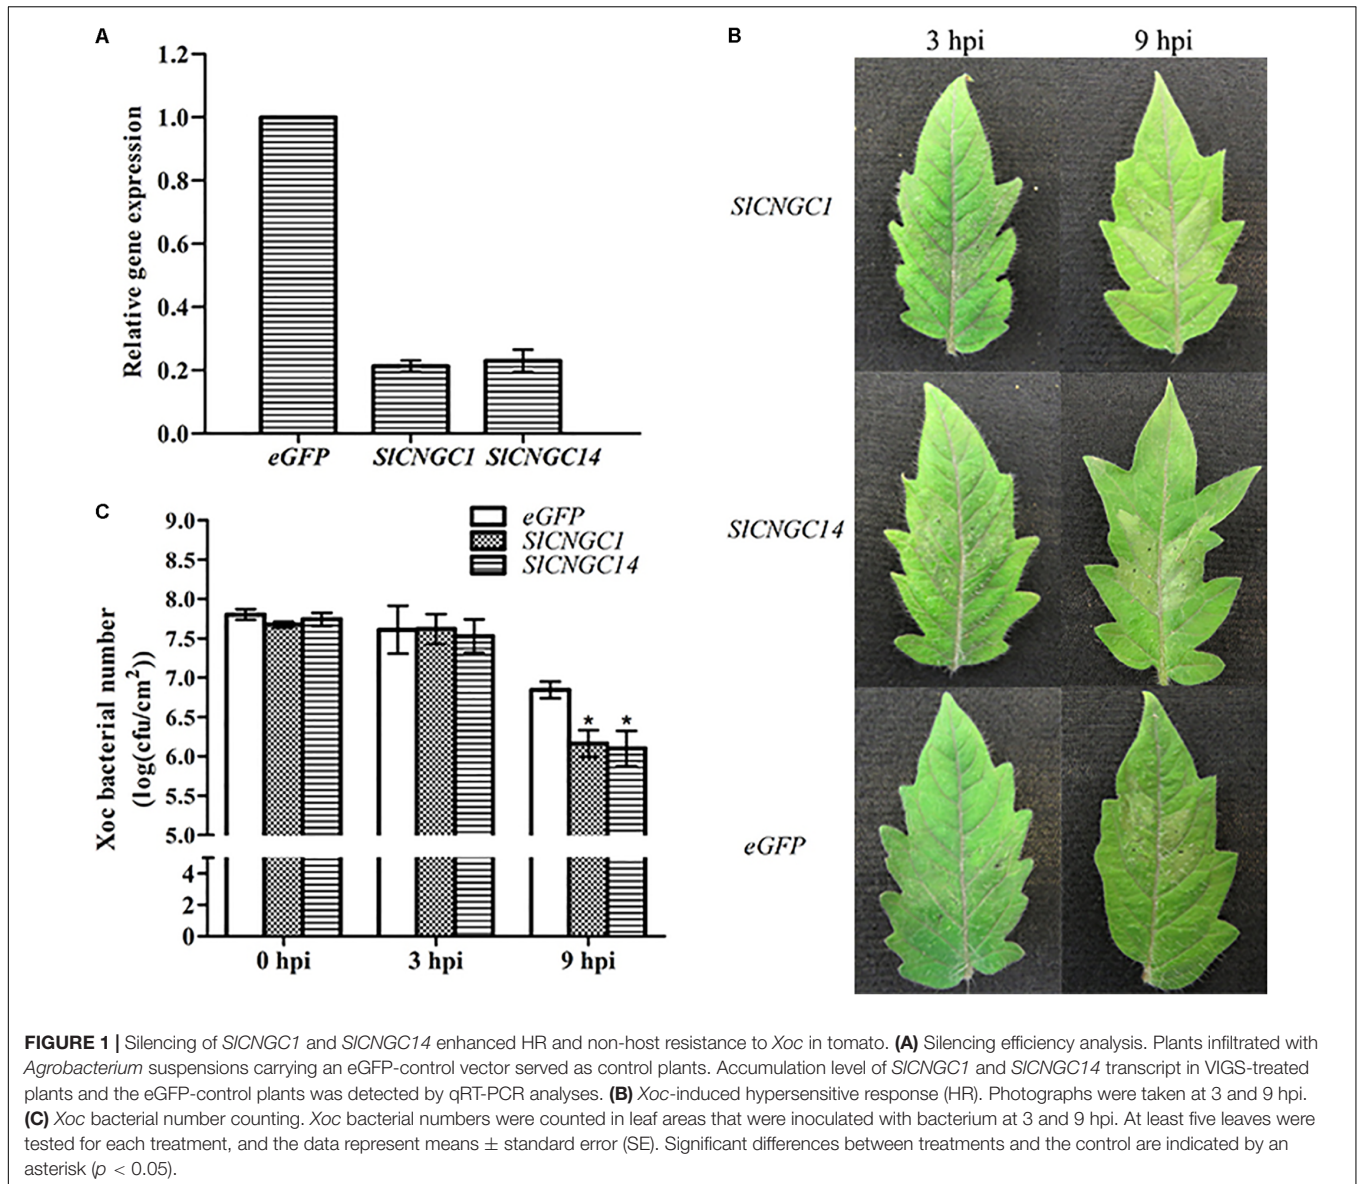 A
1.2
1.0
0.8
0.6
0.4
0.2
0.0
Relative gene expression
eGFP SlCNGC1 SlCNGC14
B
3 hpi 9 hpi
SlCNGC1
SlCNGC14
eGFP
C
eGFP
SlCNGC1
SlCNGC14
9.0
8.5
8.0
7.5
7.0
6.5
6.0
5.5
5.0
4
2
0
Xoc bacterial number
(log(cfu/cm²))
* *
0 hpi 3 hpi 9 hpi
FIGURE 1 | Silencing of SlCNGC1 and SlCNGC14 enhanced HR and non-host resistance to Xoc in tomato. (A) Silencing efficiency analysis. Plants infiltrated with
Agrobacterium suspensions carrying an eGFP-control vector served as control plants. Accumulation level of SlCNGC1 and SlCNGC14 transcript in VIGS-treated
plants and the eGFP-control plants was detected by qRT-PCR analyses. (B) Xoc-induced hypersensitive response (HR). Photographs were taken at 3 and 9 hpi.
(C) Xoc bacterial number counting. Xoc bacterial numbers were counted in leaf areas that were inoculated with bacterium at 3 and 9 hpi. At least five leaves were
tested for each treatment, and the data represent means ± standard error (SE). Significant differences between treatments and the control are indicated by an
asterisk (p < 0.05).